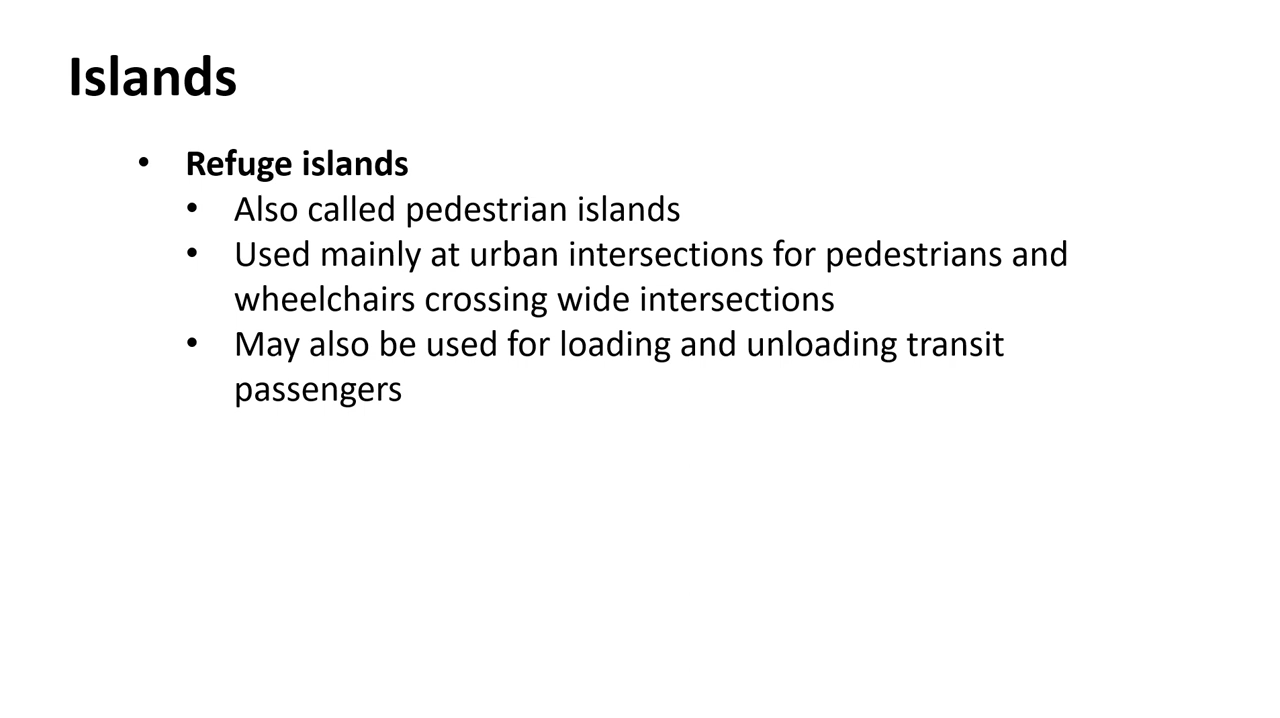 Islands
• Refuge islands
• Also called pedestrian islands
• Used mainly at urban intersections for pedestrians and
wheelchairs crossing wide intersections
• May also be used for loading and unloading transit
passengers